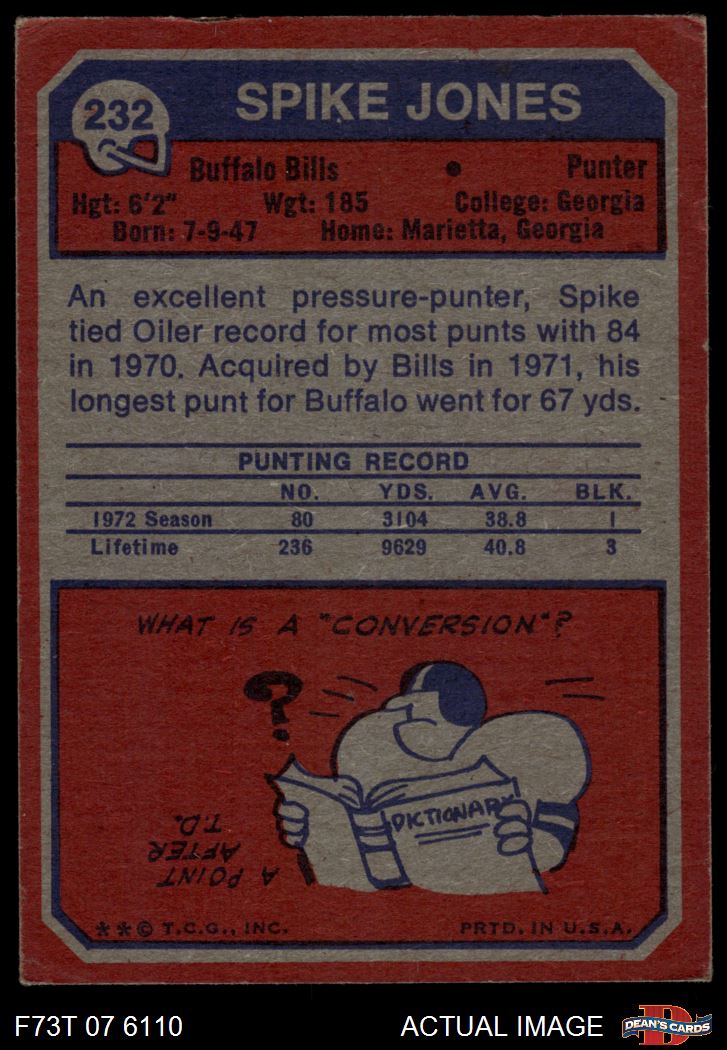 232
SPIKE JONES
Buffalo Bills • Punter
Hgt: 6'2" Wgt: 185 College: Georgia
Born: 7-9-47 Home: Marietta, Georgia
An excellent pressure-punter, Spike
tied Oiler record for most punts with 84
in 1970. Acquired by Bills in 1971, his
longest punt for Buffalo went for 67 yds.
PUNTING RECORD
NO. YDS. AVG. BLK.
1972 Season 80 3104 38.8 1
Lifetime 236 9629 40.8 3
WHAT IS A "CONVERSION"?
?
DICTIONARY
A POINT
AFTER
T.D.
**© T.C.G., INC. PRTD. IN U.S.A.
F73T 07 6110 ACTUAL IMAGE
D
DEAN'S CARDS